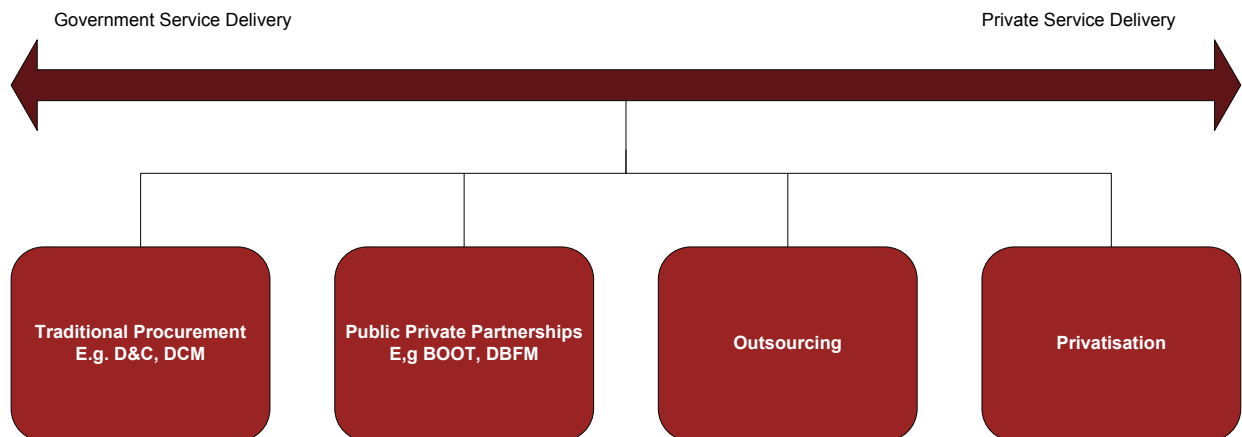 Government Service Delivery
Private Service Delivery
Traditional Procurement
E.g. D&C, DCM
Public Private Partnerships
E,g BOOT, DBFM
Outsourcing
Privatisation